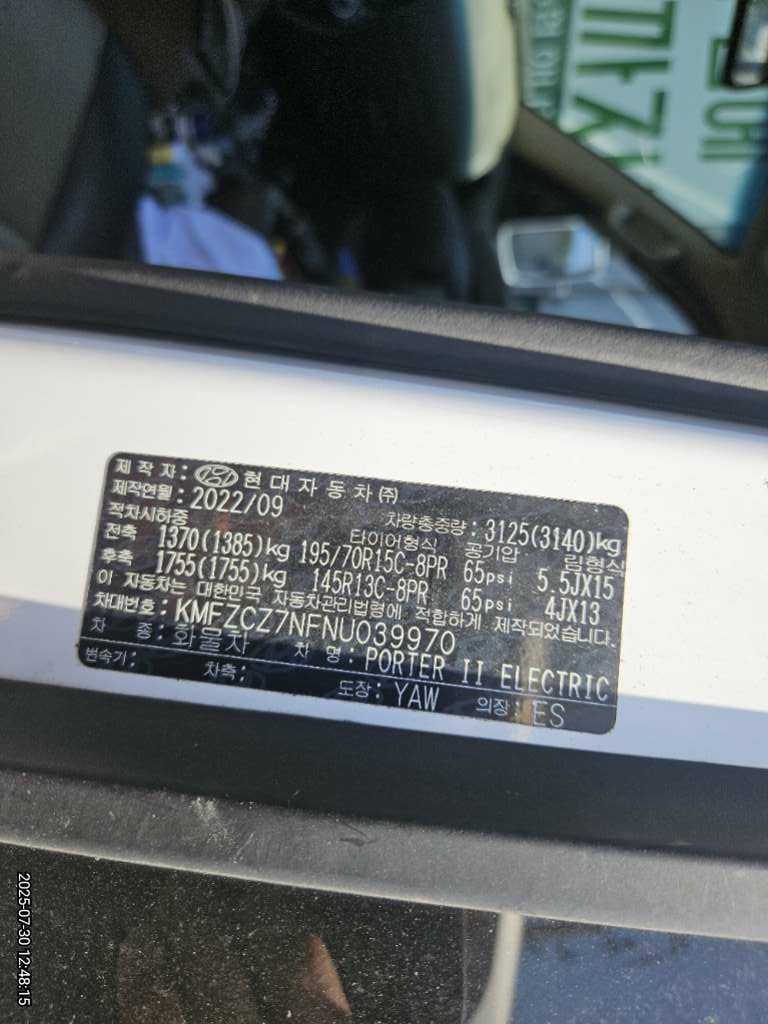 제 작 자 : 현대자동차㈜
제작연월 : 2022/09
차량총중량 : 3125(3140)kg
적차시하중 타이어형식 공기압 림형식
전축 1370(1385)kg 195/70R15C-8PR 65psi 5.5JX15
후축 1755(1755)kg 145R13C-8PR 65psi 4JX13
이 자동차는 대한민국 자동차관리법령에 적합하게 제작되었습니다.
차대번호 : KMFZCZ7NFNU039970
차 종 : 화물차 차 명 : PORTER II ELECTRIC
변속기 : 차축 : 도장 : YAW 의장 : ES
2025-07-30 12:48:15